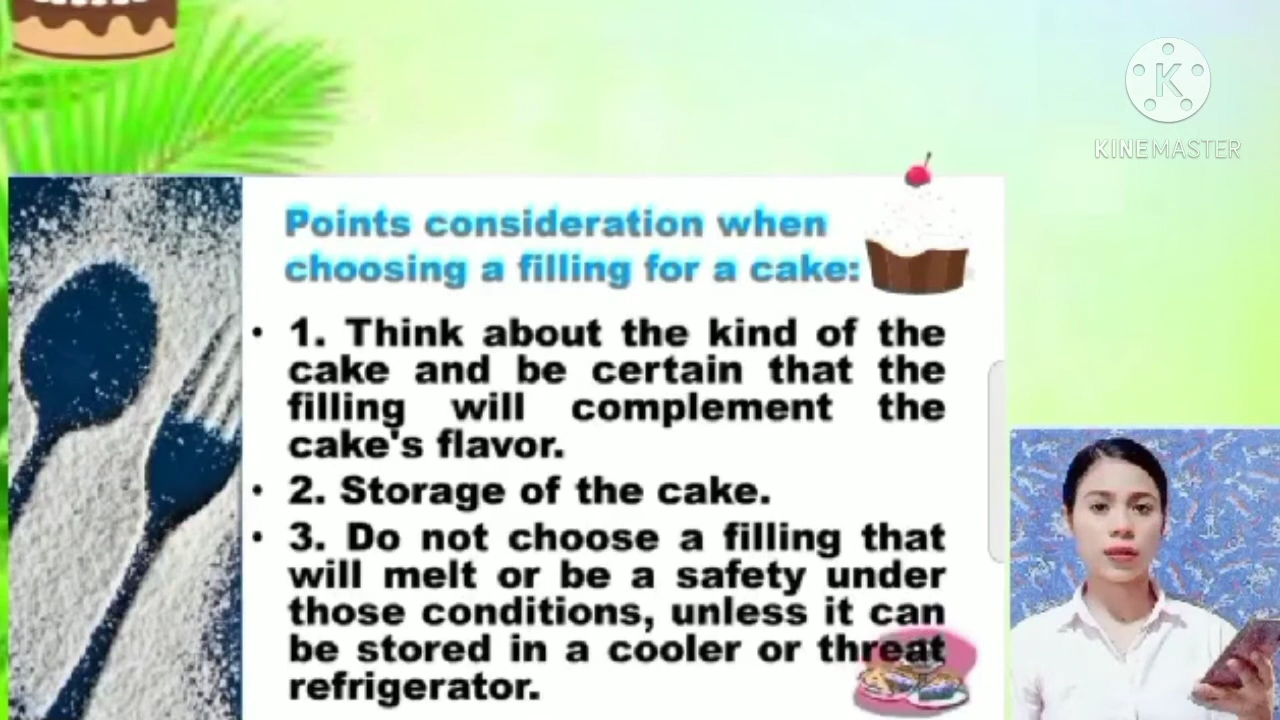 KINEMASTER
Points consideration when
choosing a filling for a cake:
• 1. Think about the kind of the
cake and be certain that the
filling will complement the
cake's flavor.
• 2. Storage of the cake.
• 3. Do not choose a filling that
will melt or be a safety under
those conditions, unless it can
be stored in a cooler or threat
refrigerator.